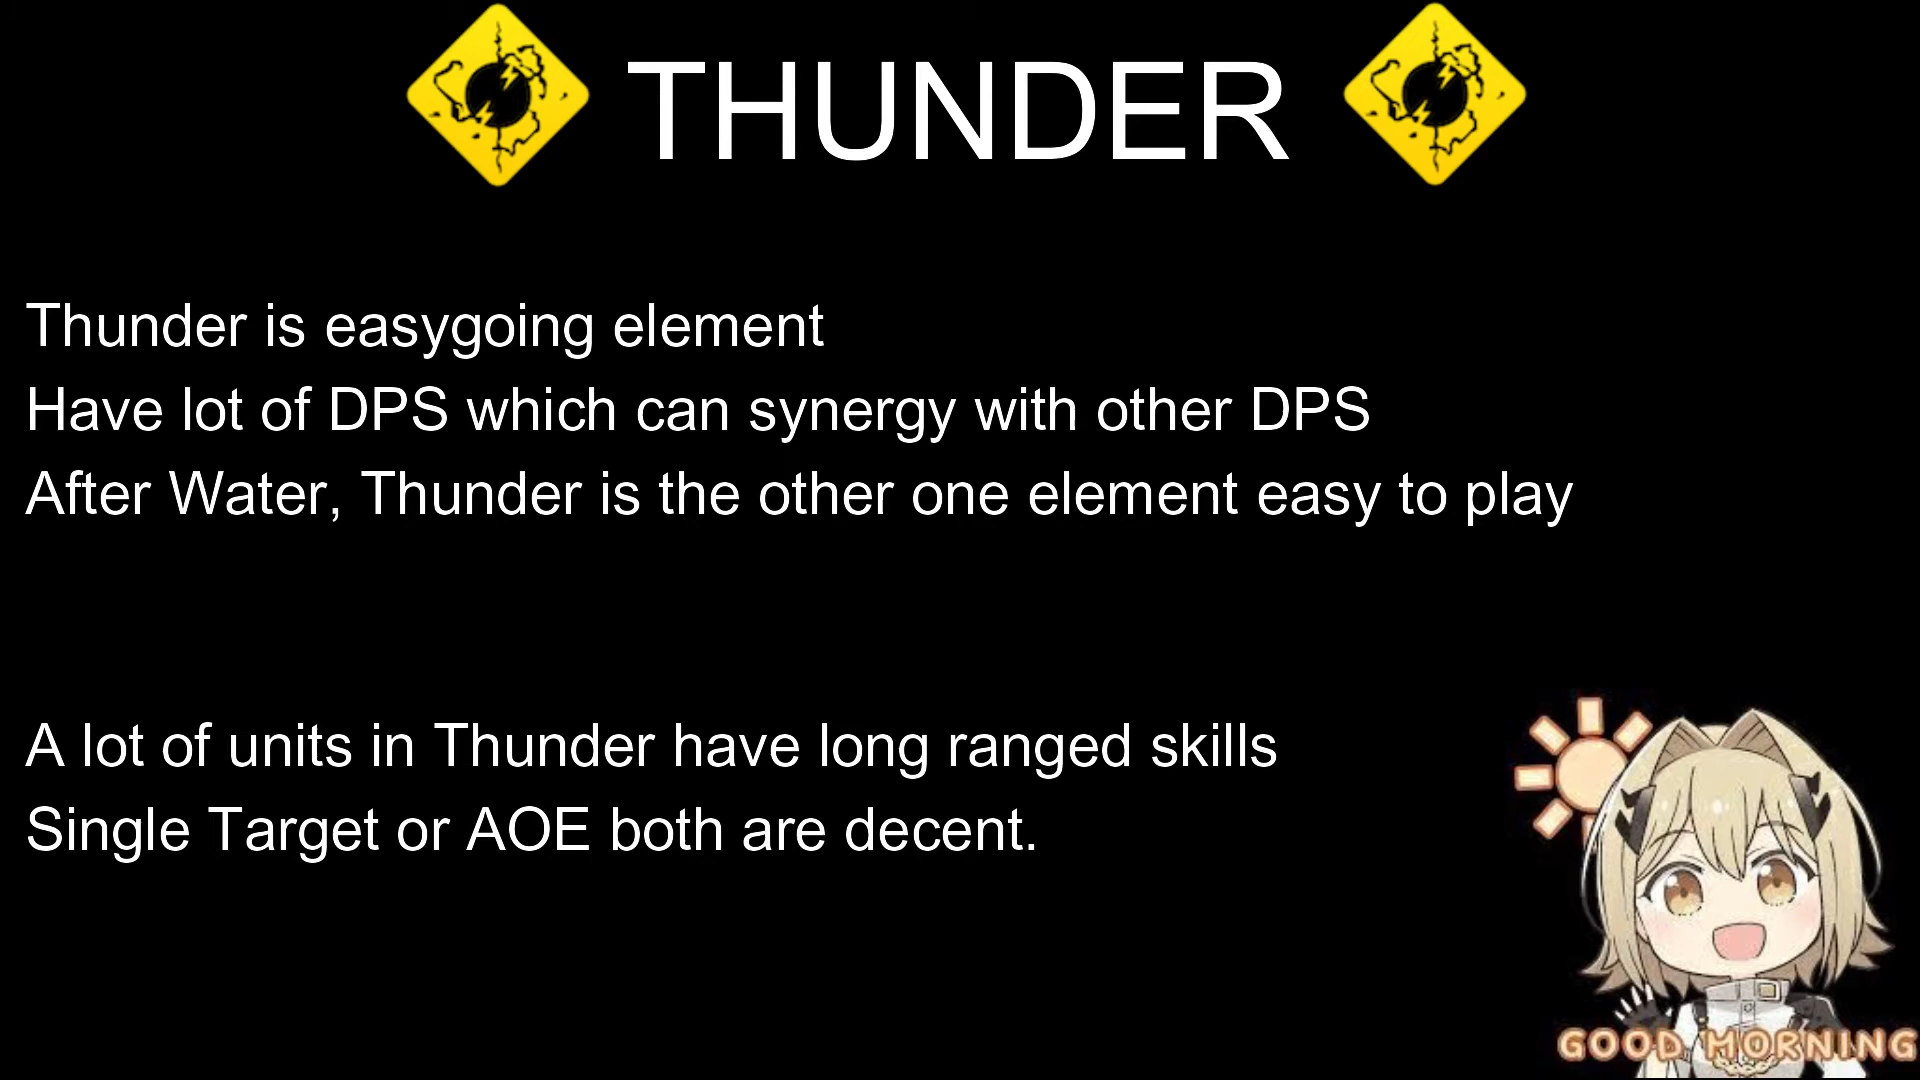 THUNDER
Thunder is easygoing element
Have lot of DPS which can synergy with other DPS
After Water, Thunder is the other one element easy to play
A lot of units in Thunder have long ranged skills
Single Target or AOE both are decent.
GOOD MORNING